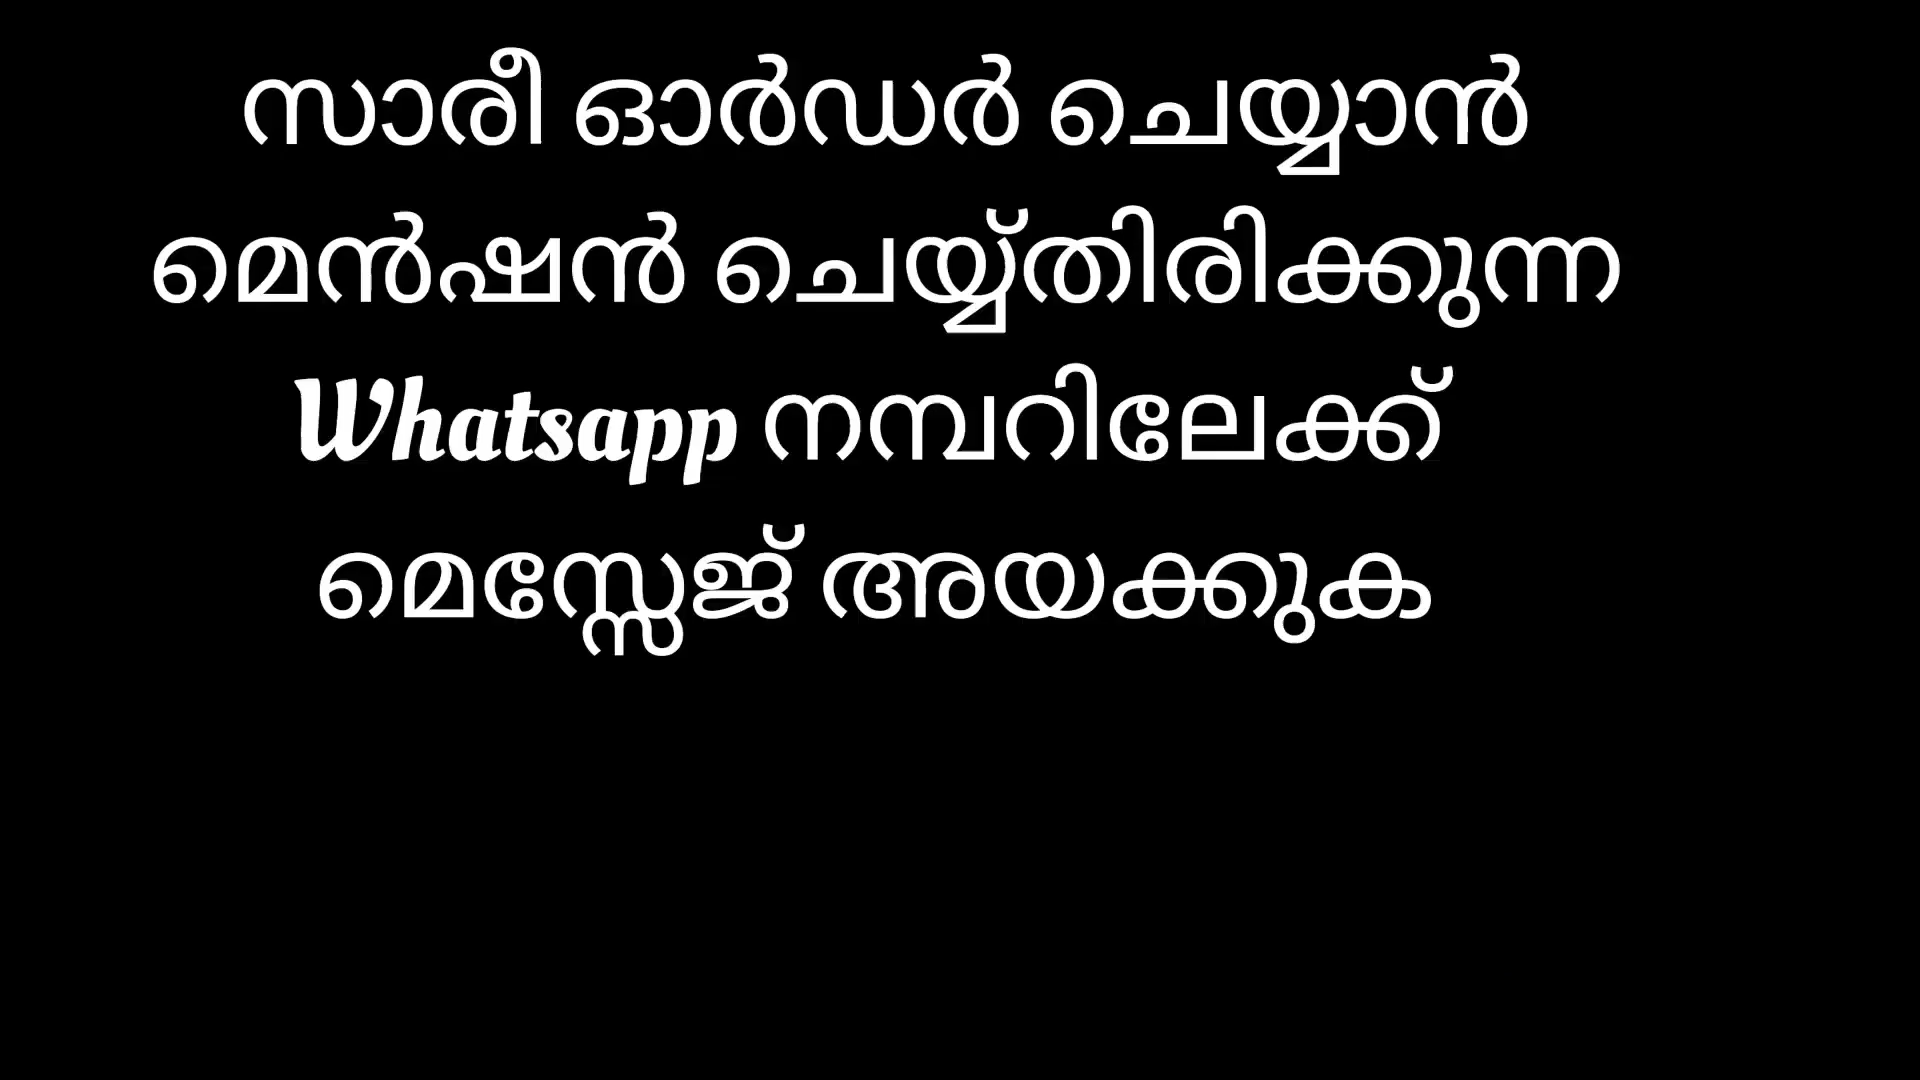 സാരീ ഓർഡർ ചെയ്യാൻ
മെൻഷൻ ചെയ്യ്തിരിക്കുന്ന
Whatsapp നമ്പറിലേക്ക്
മെസ്സേജ് അയക്കുക